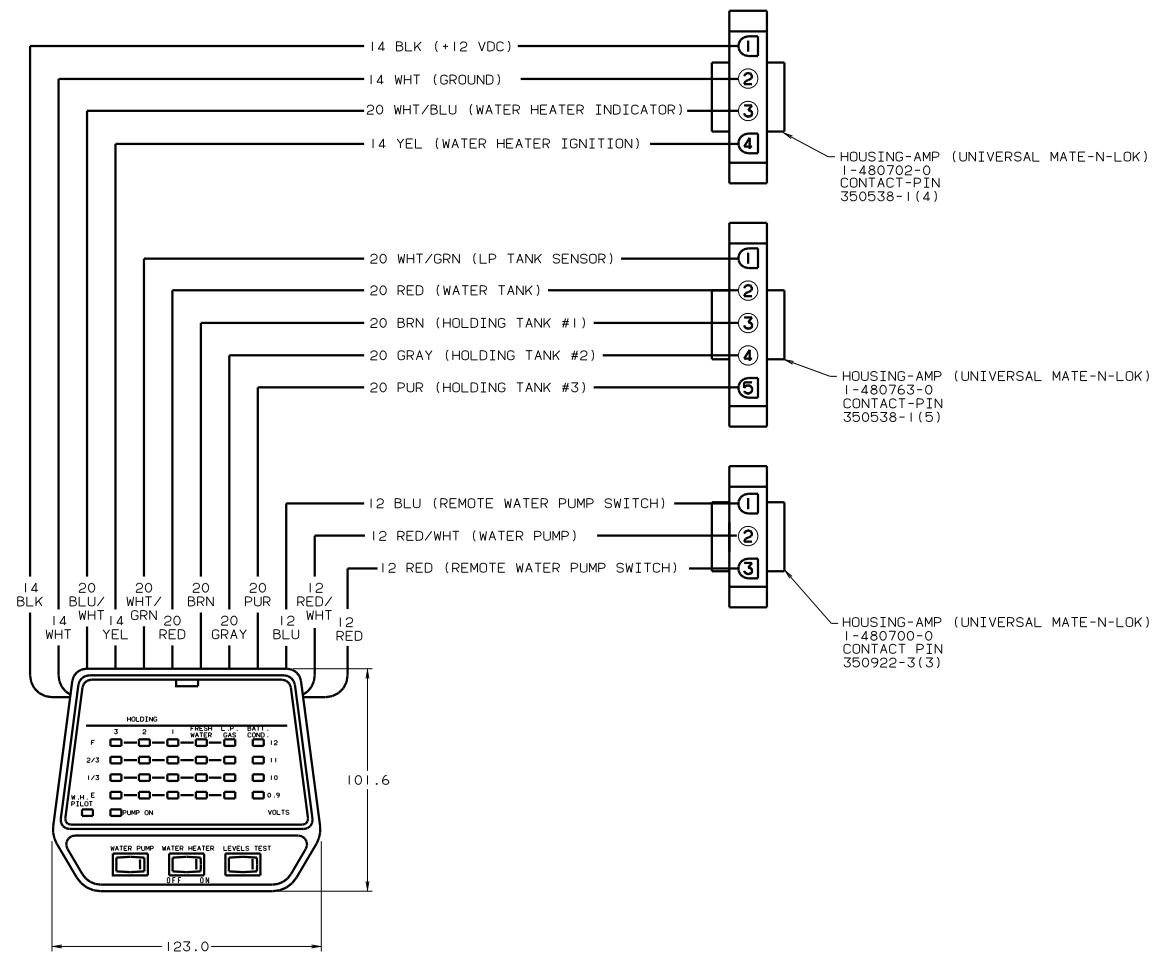 14 BLK (+12 VDC)
1
14 WHT (GROUND)
2
20 WHT/BLU (WATER HEATER INDICATOR)
3
14 YEL (WATER HEATER IGNITION)
4
HOUSING-AMP (UNIVERSAL MATE-N-LOK)
1-480702-0
CONTACT-PIN
350538-1(4)
20 WHT/GRN (LP TANK SENSOR)
1
20 RED (WATER TANK)
2
20 BRN (HOLDING TANK #1)
3
20 GRAY (HOLDING TANK #2)
4
20 PUR (HOLDING TANK #3)
5
HOUSING-AMP (UNIVERSAL MATE-N-LOK)
1-480763-0
CONTACT-PIN
350538-1(5)
12 BLU (REMOTE WATER PUMP SWITCH)
1
12 RED/WHT (WATER PUMP)
2
12 RED (REMOTE WATER PUMP SWITCH)
3
HOUSING-AMP (UNIVERSAL MATE-N-LOK)
1-480700-0
CONTACT PIN
350922-3(3)
14
BLK
14
WHT
20
BLU/
WHT
14
YEL
20
WHT/
GRN
20
RED
20
BRN
20
GRAY
20
PUR
12
BLU
12
RED/
WHT
12
RED
HOLDING
3 2 1 FRESH WATER L.P. GAS BATT. COND.
F 12
2/3 11
1/3 10
E 0.9
W.H. PILOT
PUMP ON
VOLTS
WATER PUMP WATER HEATER LEVELS TEST
OFF ON
101.6
123.0